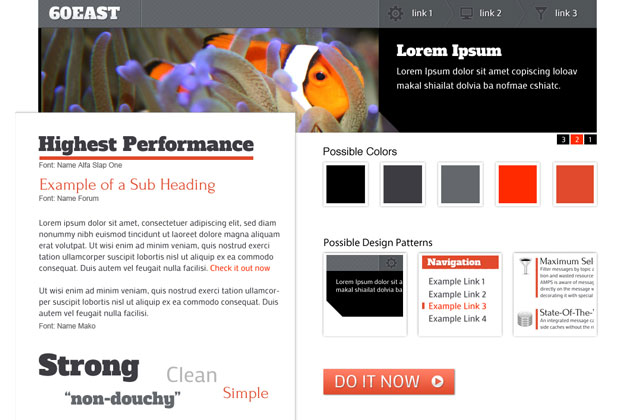 60EAST
link 1
link 2
link 3
Lorem Ipsum
Lorem Ipsum dolor sit amet copiscing loloav
makal shiailat dolvia ba nofmae cshiatc.
3 2 1
Highest Performance
Font: Name Alfa Slap One
Example of a Sub Heading
Font: Name Forum
Lorem ipsum dolor sit amet, consectetuer adipiscing elit, sed diam
nonummy nibh euismod tincidunt ut laoreet dolore magna aliquam
erat volutpat. Ut wisi enim ad minim veniam, quis nostrud exerci
tation ullamcorper suscipit lobortis nisl ut aliquip ex ea commodo
consequat. Duis autem vel feugait nulla facilisi. Check it out now
Ut wisi enim ad minim veniam, quis nostrud exerci tation ullamcor-
per suscipit lobortis nisl ut aliquip ex ea commodo consequat. Duis
autem vel feugait nulla facilisi.
Font: Name Mako
Strong
Clean
"non-douchy"
Simple
Possible Colors
Possible Design Patterns
Lorem Ipsum dolor sit a
makal shiailat dolvia ba
Navigation
Example Link 1
Example Link 2
Example Link 3
Example Link 4
Maximum Sel
Filter messages by topic a
tion and wasted resource
AMPS is aware of messag
directly on the message w
decorating it with special
State-Of-The-
An integrated message ca
side caches without the n
DO IT NOW